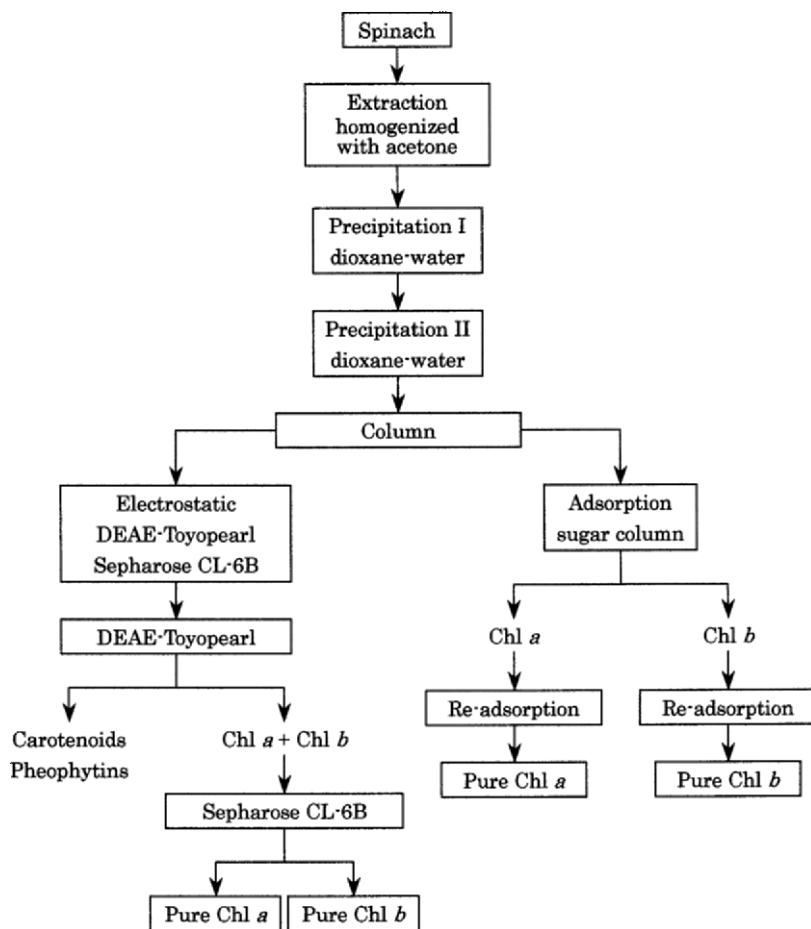 Spinach
Extraction
homogenized
with acetone
Precipitation I
dioxane-water
Precipitation II
dioxane-water
Column
Electrostatic
DEAE-Toyopearl
Sepharose CL-6B
Adsorption
sugar column
DEAE-Toyopearl
Chl a
Chl b
Carotenoids
Pheophytins
Chl a + Chl b
Re-adsorption
Re-adsorption
Pure Chl a
Pure Chl b
Sepharose CL-6B
Pure Chl a
Pure Chl b